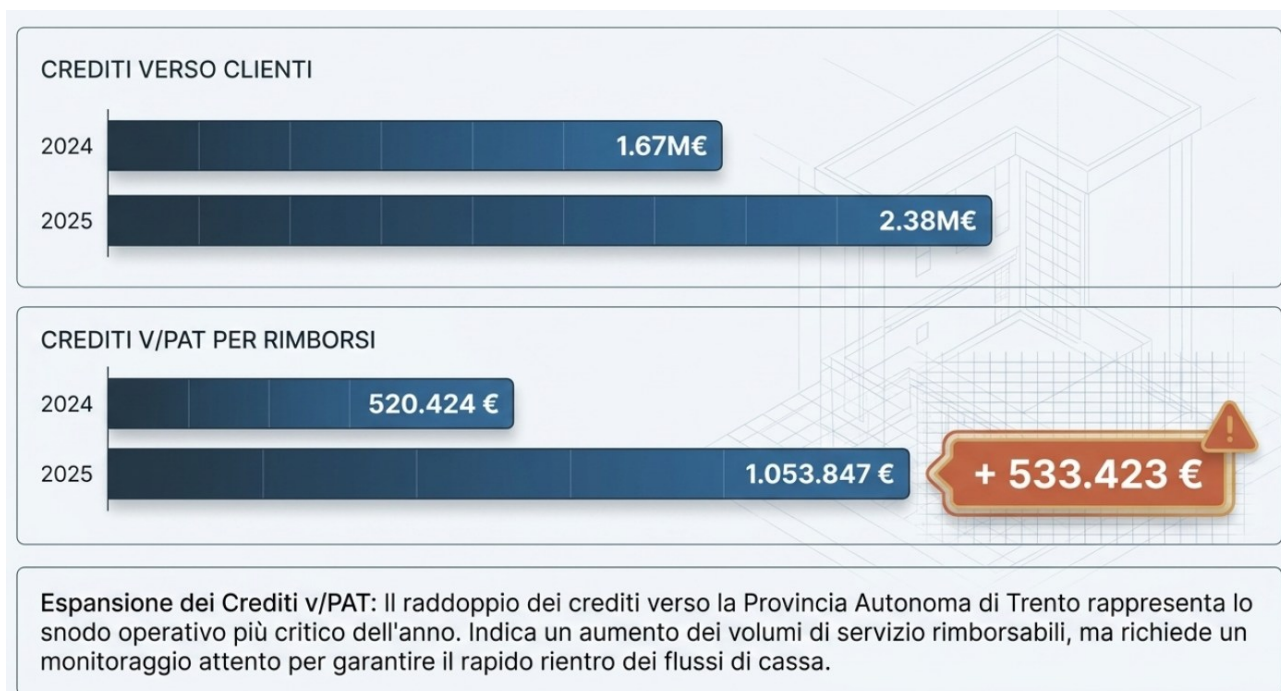 CREDITI VERSO CLIENTI
2024
1.67M€
2025
2.38M€
CREDITI V/PAT PER RIMBORSI
2024
520.424 €
2025
1.053.847 €
+ 533.423 €
!
Espansione dei Crediti v/PAT: Il raddoppio dei crediti verso la Provincia Autonoma di Trento rappresenta lo
snodo operativo più critico dell'anno. Indica un aumento dei volumi di servizio rimborsabili, ma richiede un
monitoraggio attento per garantire il rapido rientro dei flussi di cassa.